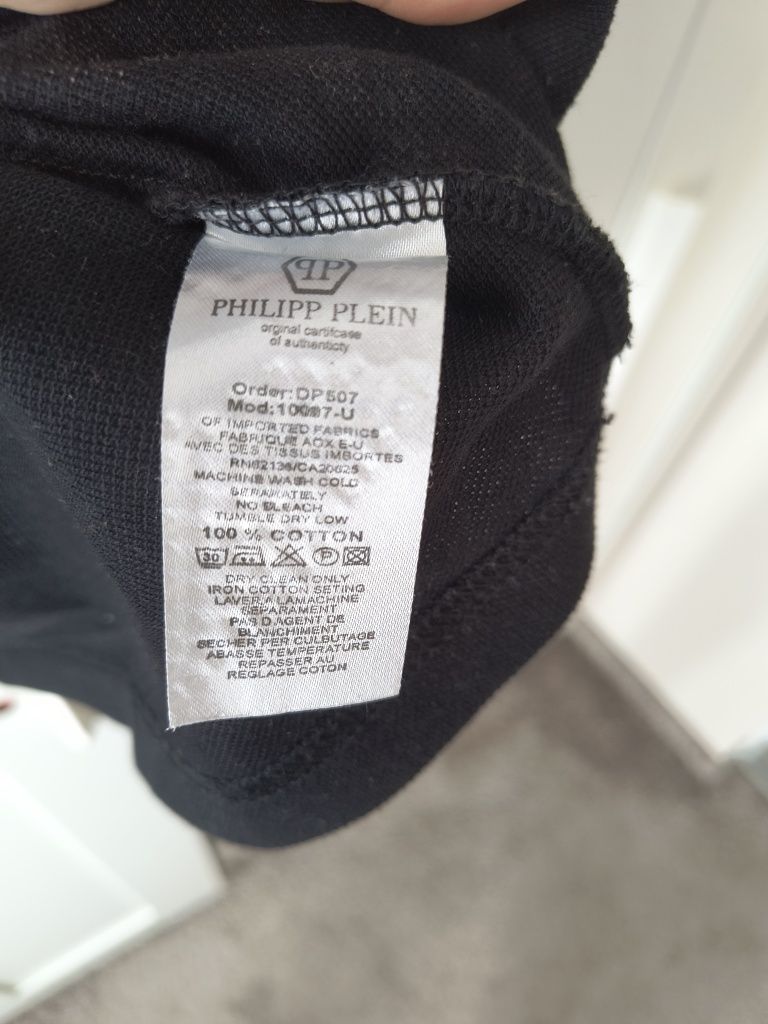 PHILIPP PLEIN
orginal cartifcase
of authenticty
Order:DP507
Mod:10087-U
OF IMPORTED FABRICS
FABRIQUE AOX E-U
AVEC DES TISSUS IMBORTES
RN82136/CA20625
MACHINE WASH COLD
SEPARATELY
NO BLEACH
TUMBLE DRY LOW
100 % COTTON
30 P
DRY CLEAN ONLY
IRON COTTON SETING
LAVER A LAMACHINE
SEPARAMENT
PAS D AGENT DE
BLANCHIMENT
SECHER PER CULBUTAGE
ABASSE TEMPERATURE
REPASSER AU
REGLAGE COTON